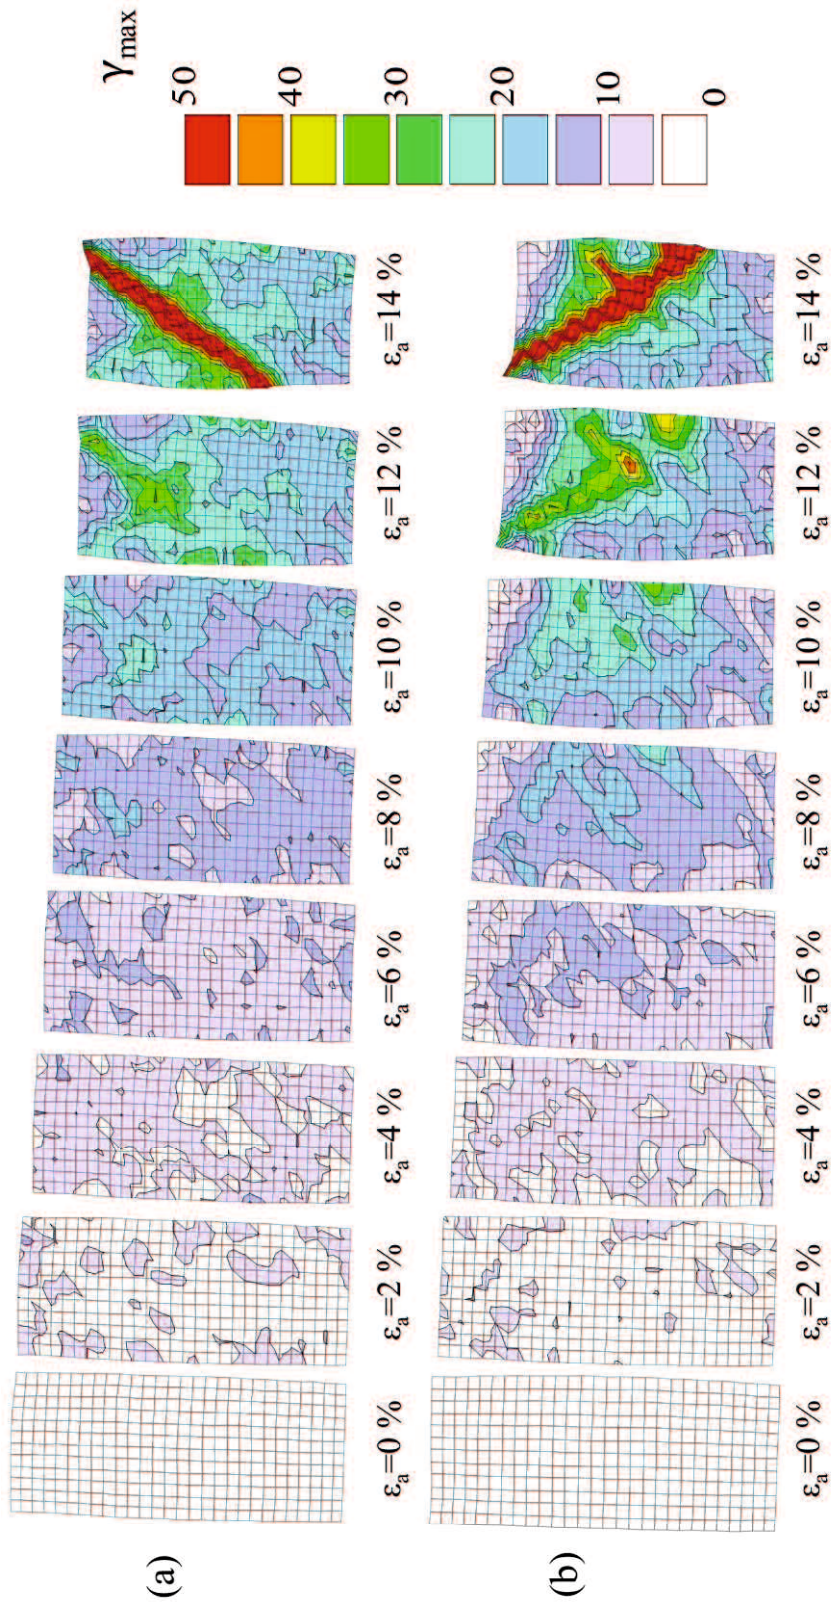 (a)
εa=0 %
εa=2 %
εa=4 %
εa=6 %
εa=8 %
εa=10 %
εa=12 %
εa=14 %
(b)
εa=0 %
εa=2 %
εa=4 %
εa=6 %
εa=8 %
εa=10 %
εa=12 %
εa=14 %
γmax
50
40
30
20
10
0